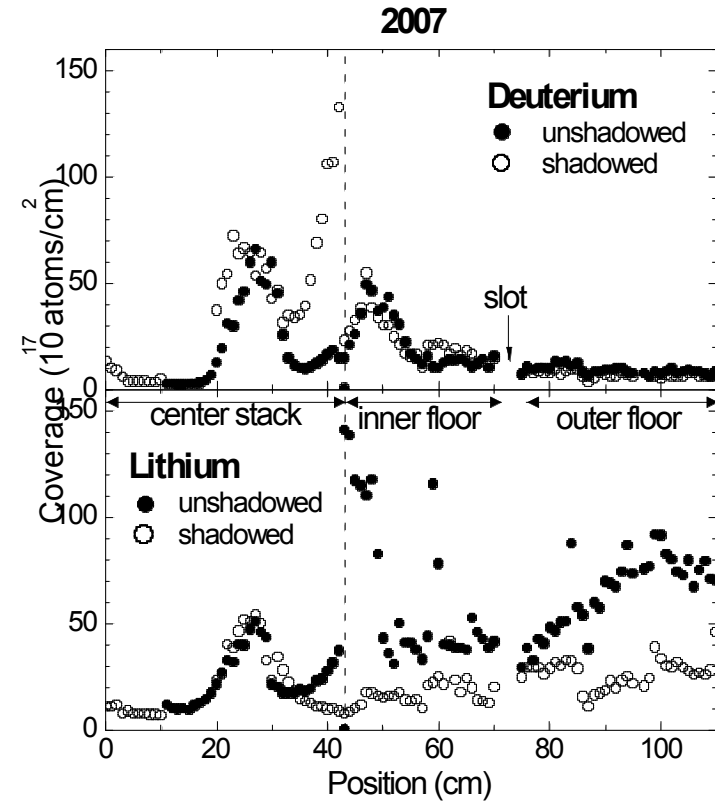 2007
150
100
50
0
Deuterium
unshadowed
shadowed
slot
Coverage (10 atoms/cm)
17
2
center stack
inner floor
outer floor
150
100
50
0
Lithium
unshadowed
shadowed
0
20
40
60
80
100
Position (cm)